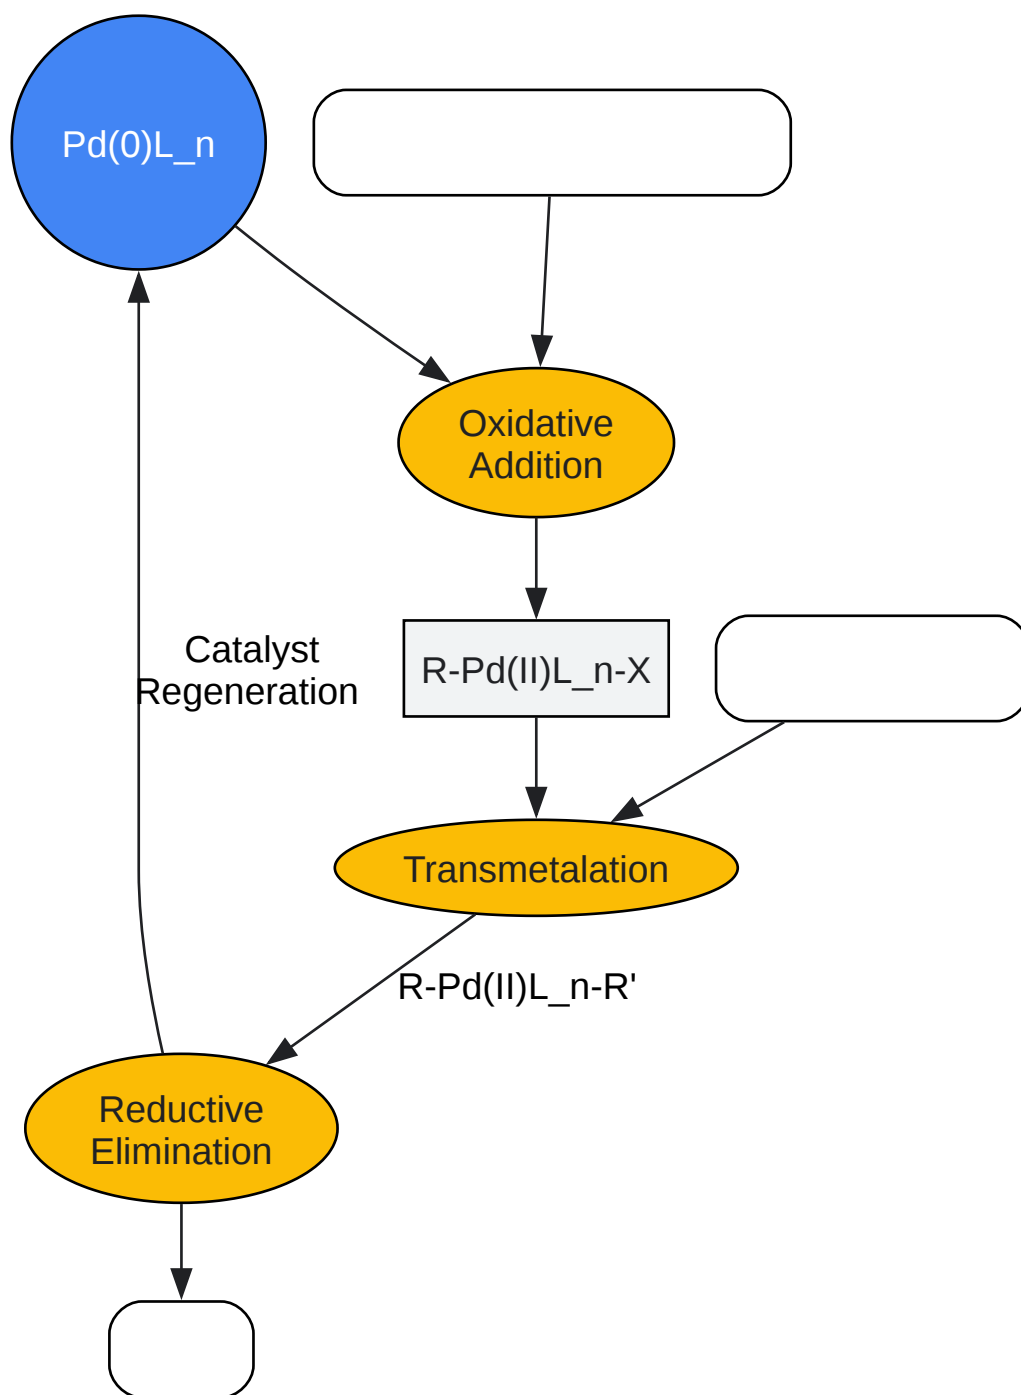 Pd(0)L_n
Oxidative
Addition
Catalyst
Regeneration
R-Pd(II)L_n-X
Transmetalation
R-Pd(II)L_n-R'
Reductive
Elimination